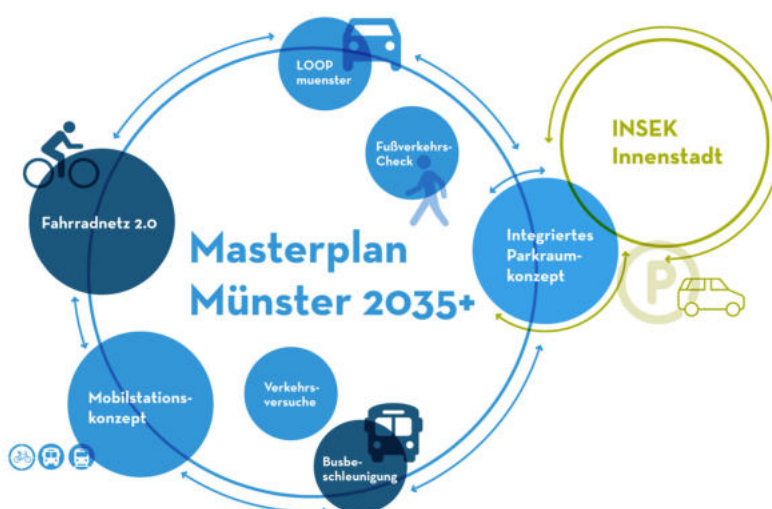 LOOP
muenster
Fußverkehrs-
Check
INSEK
Innenstadt
Fahrradnetz 2.0
Integriertes
Parkraum-
konzept
Masterplan
Münster 2035+
P
Mobilstations-
konzept
Verkehrs-
versuche
Busbe-
schleunigung